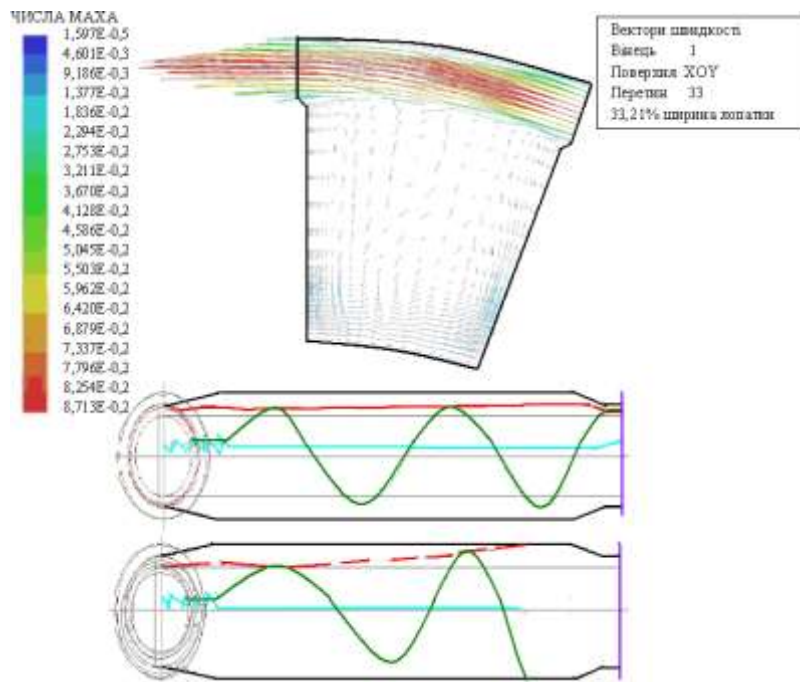 ЧИСЛА МАХА
1,597E-0,5
4,601E-0,3
9,186E-0,3
1,377E-0,2
1,836E-0,2
2,294E-0,2
2,753E-0,2
3,211E-0,2
3,670E-0,2
4,128E-0,2
4,586E-0,2
5,045E-0,2
5,503E-0,2
5,962E-0,2
6,420E-0,2
6,879E-0,2
7,337E-0,2
7,796E-0,2
8,254E-0,2
8,713E-0,2
Вектори швидкості
Вінець 1
Поверхня XOY
Перетин 33
33,21% ширина лопатки